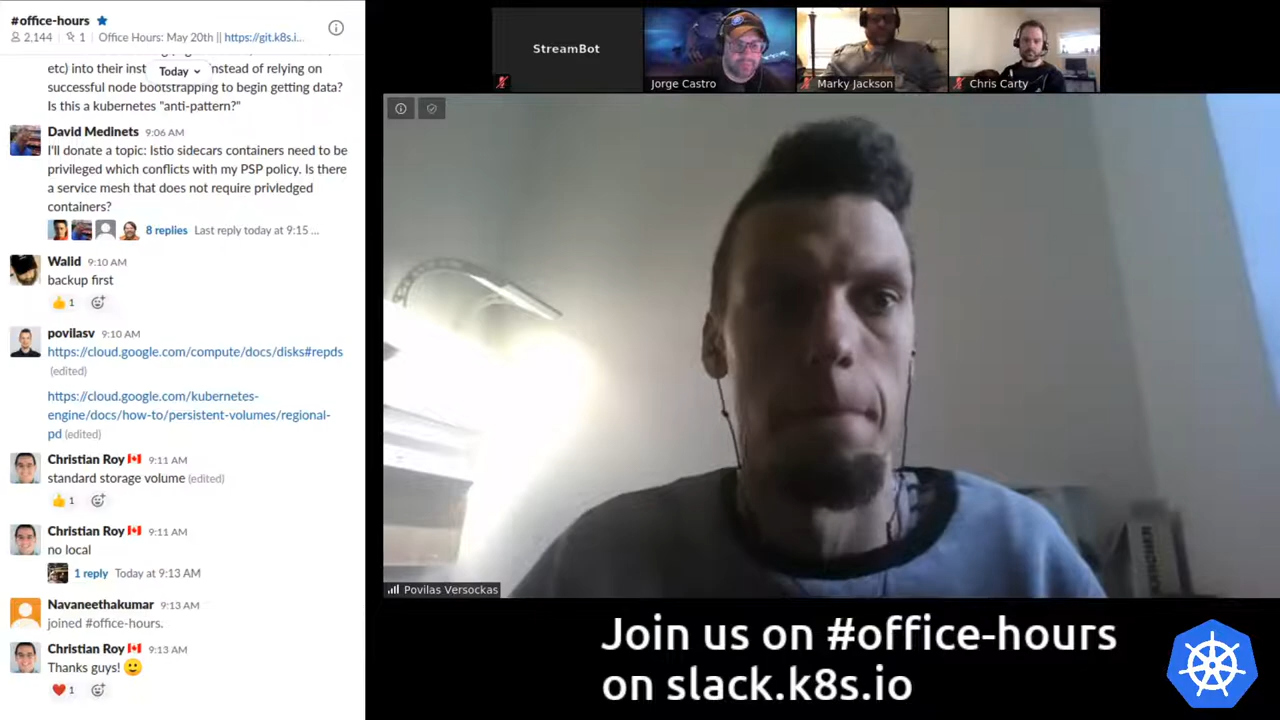 #office-hours
2,144 | 1 | Office Hours: May 20th || https://git.k8s.i...
etc) into their inst
Today
instead of relying on
successful node bootstrapping to begin getting data?
Is this a kubernetes "anti-pattern?"
David Medinets 9:06 AM
I'll donate a topic: Istio sidecars containers need to be
privileged which conflicts with my PSP policy. Is there
a service mesh that does not require privledged
containers?
8 replies Last reply today at 9:15 ...
Walid 9:10 AM
backup first
1
povilasv 9:10 AM
https://cloud.google.com/compute/docs/disks#repds
(edited)
https://cloud.google.com/kubernetes-
engine/docs/how-to/persistent-volumes/regional-
pd (edited)
Christian Roy 9:11 AM
standard storage volume (edited)
1
Christian Roy 9:11 AM
no local
1 reply Today at 9:13 AM
Navaneethakumar 9:13 AM
joined #office-hours.
Christian Roy 9:13 AM
Thanks guys!
1
StreamBot
Jorge Castro
Marky Jackson
Chris Carty
Povilas Versockas
Join us on #office-hours
on slack.k8s.io